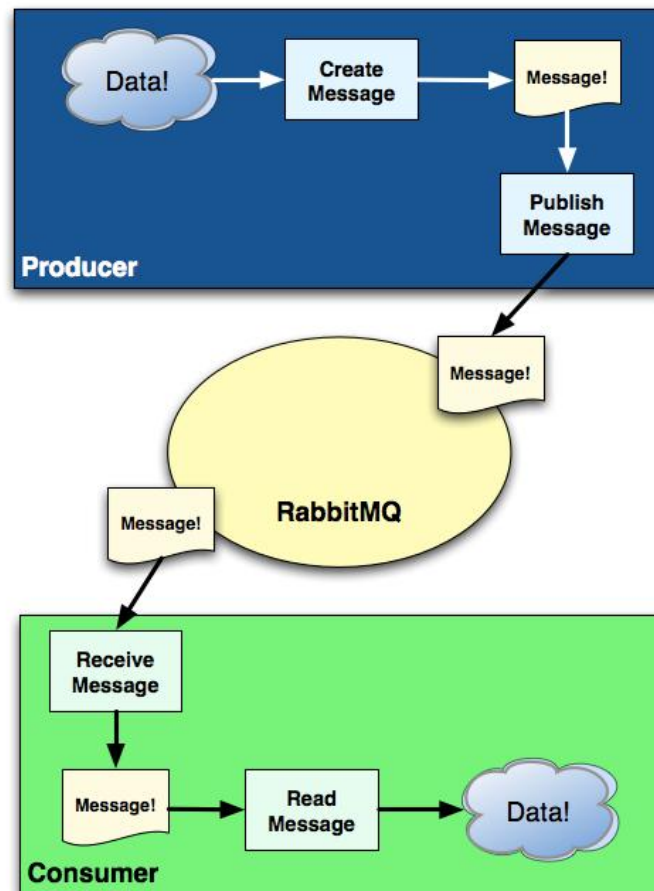 Data!
Create
Message
Message!
Publish
Message
Producer
Message!
RabbitMQ
Message!
Receive
Message
Message!
Read
Message
Data!
Consumer